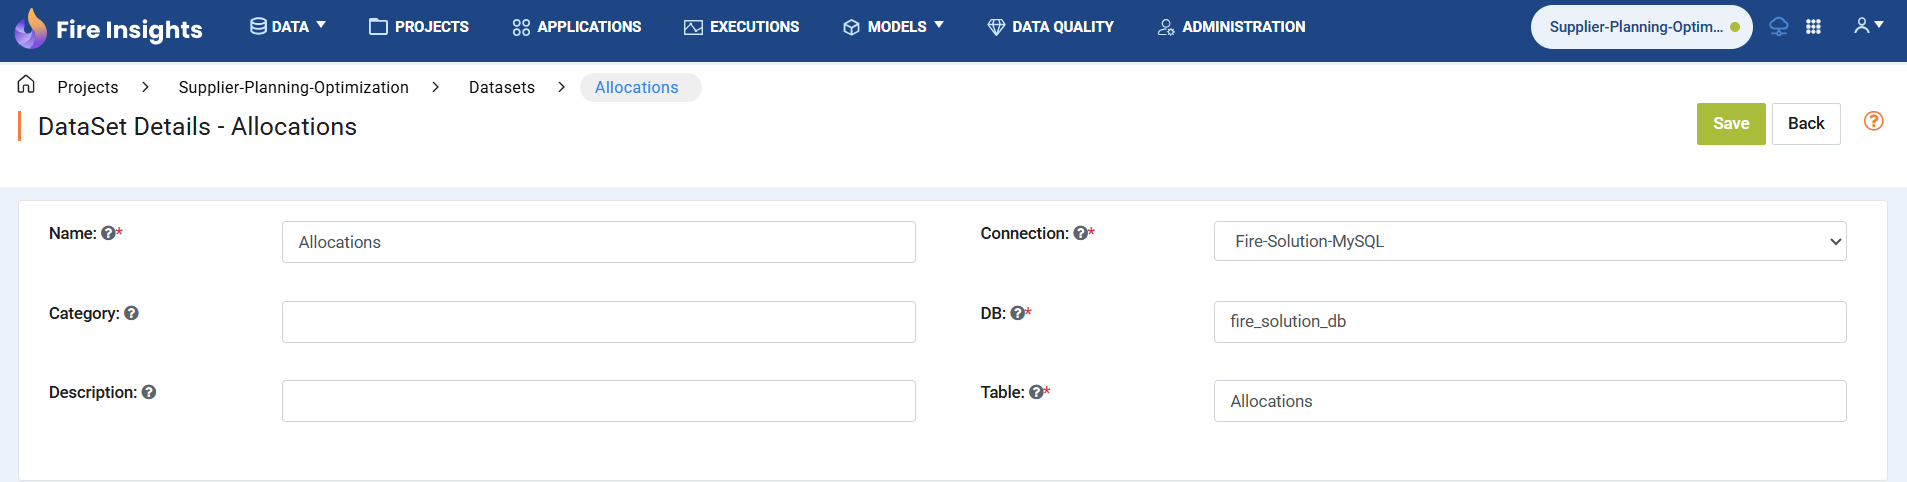 Fire Insights DATA PROJECTS APPLICATIONS EXECUTIONS MODELS DATA QUALITY ADMINISTRATION Supplier-Planning-Optim...
Projects > Supplier-Planning-Optimization > Datasets > Allocations
DataSet Details - Allocations
Save Back ?
Name: ?* Allocations
Connection: ?* Fire-Solution-MySQL
Category: ?
DB: ?* fire_solution_db
Description: ?
Table: ?* Allocations